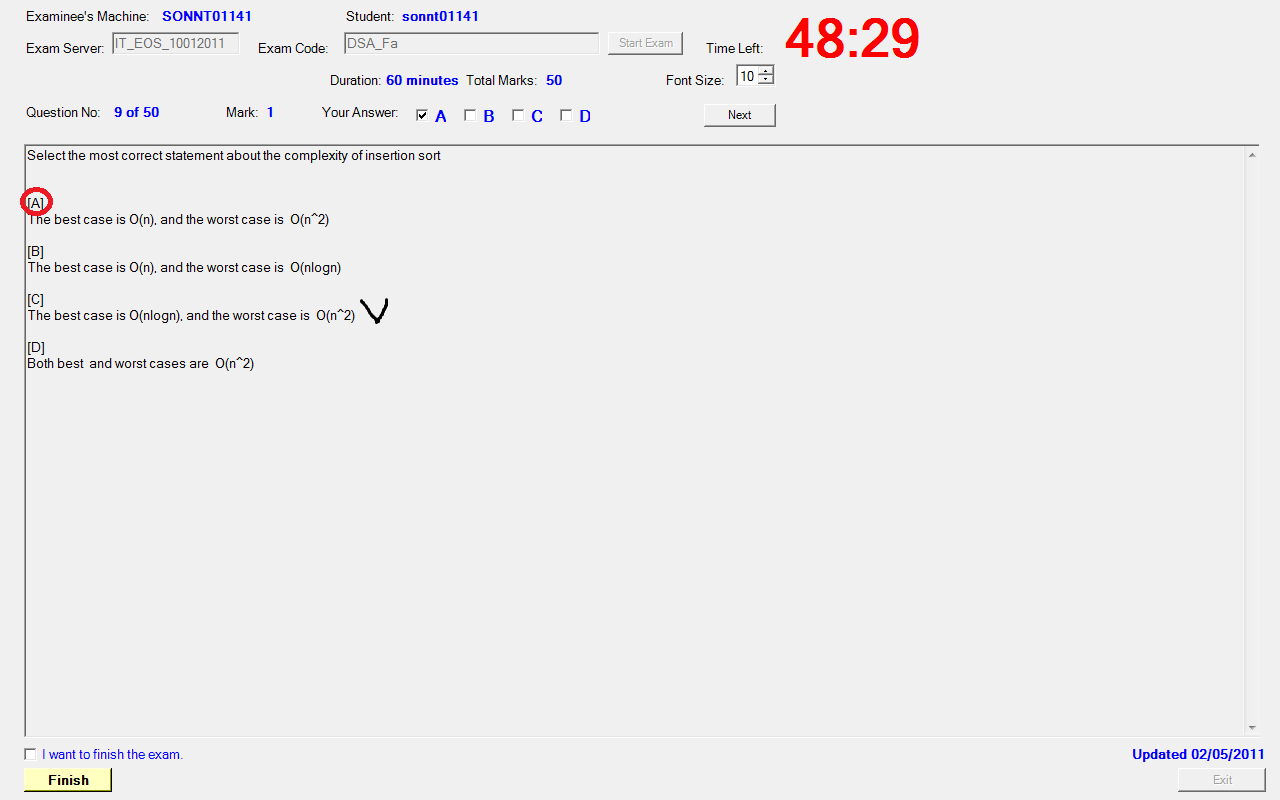 Examinee's Machine: SONNT01141 Student: sonnt01141
Exam Server: IT_EOS_10012011 Exam Code: DSA_Fa Start Exam Time Left: 48:29
Duration: 60 minutes Total Marks: 50 Font Size: 10
Question No: 9 of 50 Mark: 1 Your Answer: A B C D Next
Select the most correct statement about the complexity of insertion sort
[A]
The best case is O(n), and the worst case is O(n^2)
[B]
The best case is O(n), and the worst case is O(nlogn)
[C]
The best case is O(nlogn), and the worst case is O(n^2)
[D]
Both best and worst cases are O(n^2)
I want to finish the exam. Updated 02/05/2011
Finish Exit